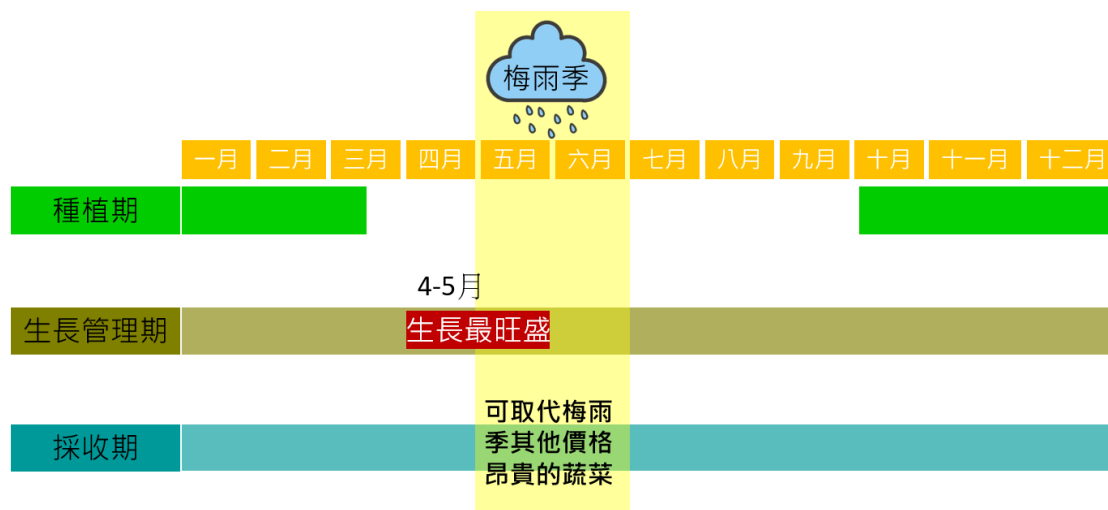 梅雨季
一月 二月 三月 四月 五月 六月 七月 八月 九月 十月 十一月 十二月
種植期
4-5月
生長管理期
生長最旺盛
可取代梅雨
季其他價格
昂貴的蔬菜
採收期